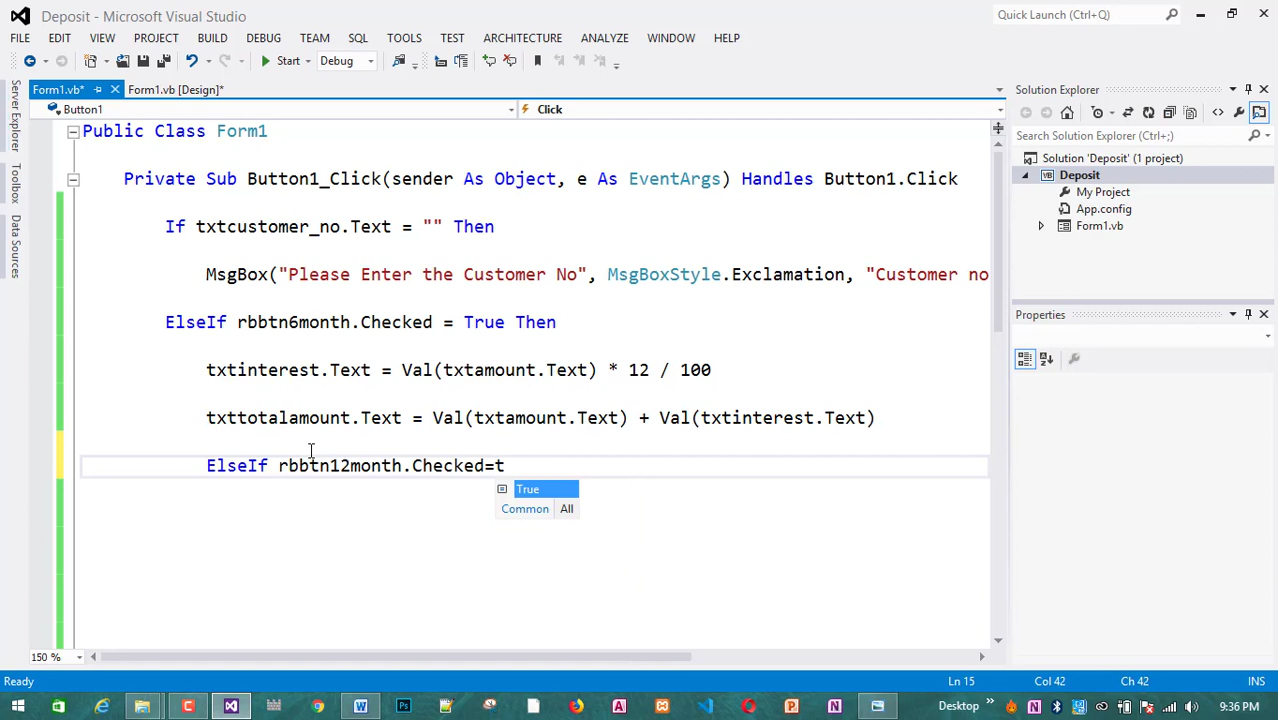 Deposit - Microsoft Visual Studio
Quick Launch (Ctrl+Q)
FILE EDIT VIEW PROJECT BUILD DEBUG TEAM SQL TOOLS TEST ARCHITECTURE ANALYZE WINDOW HELP
Start Debug
Form1.vb* Form1.vb [Design]*
Button1 Click
Server Explorer
Toolbox
Data Sources
Public Class Form1
Private Sub Button1_Click(sender As Object, e As EventArgs) Handles Button1.Click
If txtcustomer_no.Text = "" Then
MsgBox("Please Enter the Customer No", MsgBoxStyle.Exclamation, "Customer no
ElseIf rbbtn6month.Checked = True Then
txtinterest.Text = Val(txtamount.Text) * 12 / 100
txttotalamount.Text = Val(txtamount.Text) + Val(txtinterest.Text)
ElseIf rbbtn12month.Checked=t
True
Common All
150 %
Solution Explorer
Search Solution Explorer (Ctrl+;)
Solution 'Deposit' (1 project)
Deposit
My Project
App.config
Form1.vb
Properties
Ready Ln 15 Col 42 Ch 42 INS
Desktop 9:36 PM